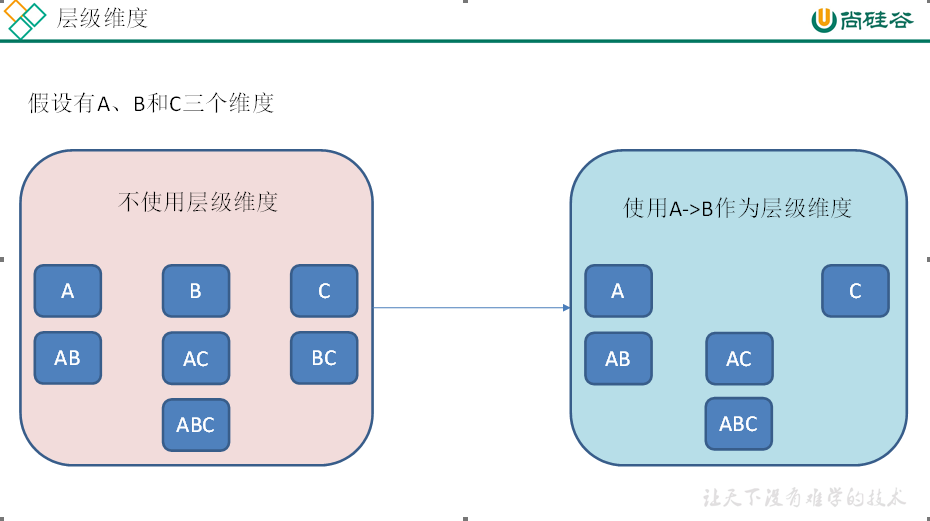 层级维度
尚硅谷
假设有A、B和C三个维度
不使用层级维度
A B C
AB AC BC
ABC
使用A->B作为层级维度
A C
AB AC
ABC
让天下没有难学的技术